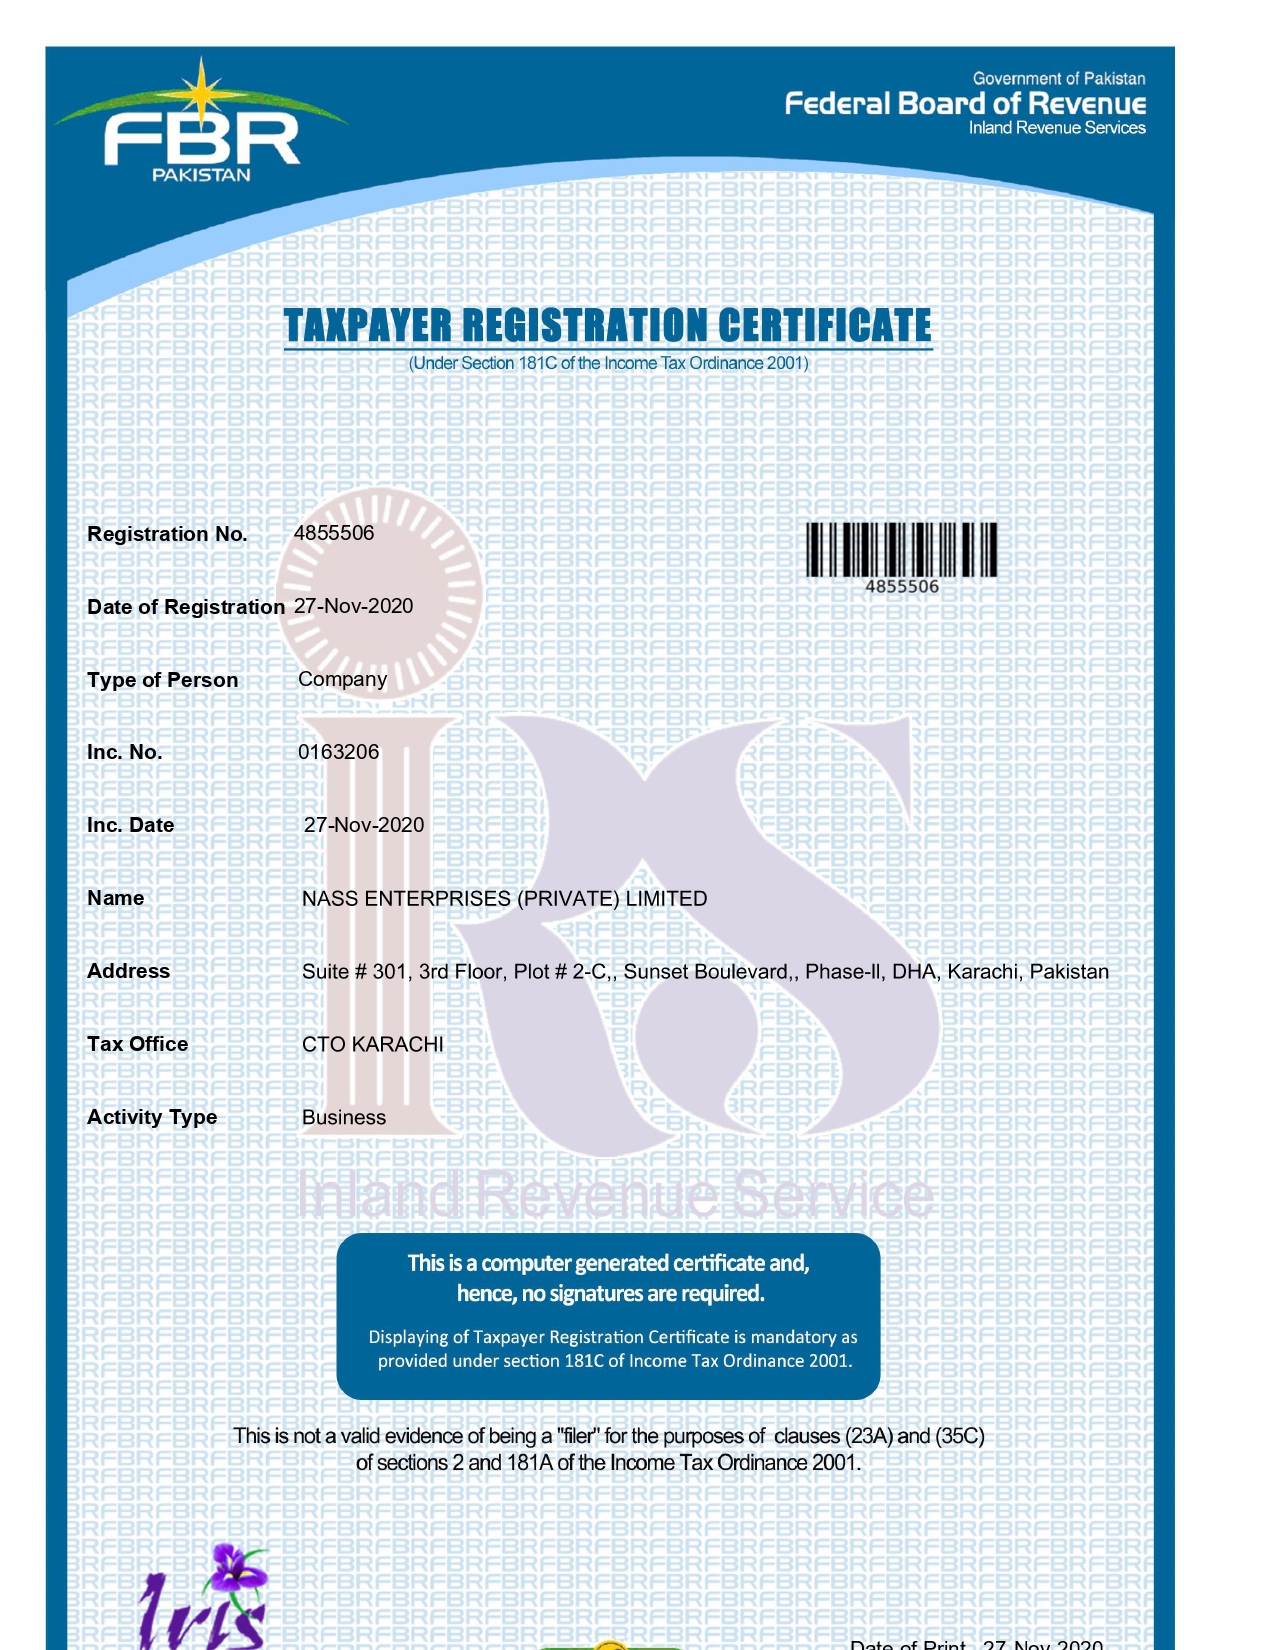 FBR
PAKISTAN
Government of Pakistan
Federal Board of Revenue
Inland Revenue Services
TAXPAYER REGISTRATION CERTIFICATE
(Under Section 181C of the Income Tax Ordinance 2001)
Registration No. 4855506
4855506
Date of Registration 27-Nov-2020
Type of Person Company
Inc. No. 0163206
Inc. Date 27-Nov-2020
Name NASS ENTERPRISES (PRIVATE) LIMITED
Address Suite # 301, 3rd Floor, Plot # 2-C,, Sunset Boulevard,, Phase-II, DHA, Karachi, Pakistan
Tax Office CTO KARACHI
Activity Type Business
iRS
Inland Revenue Service
This is a computer generated certificate and,
hence, no signatures are required.
Displaying of Taxpayer Registration Certificate is mandatory as
provided under section 181C of Income Tax Ordinance 2001.
This is not a valid evidence of being a "filer" for the purposes of clauses (23A) and (35C)
of sections 2 and 181A of the Income Tax Ordinance 2001.
Iris
Date of Print 27-Nov-2020